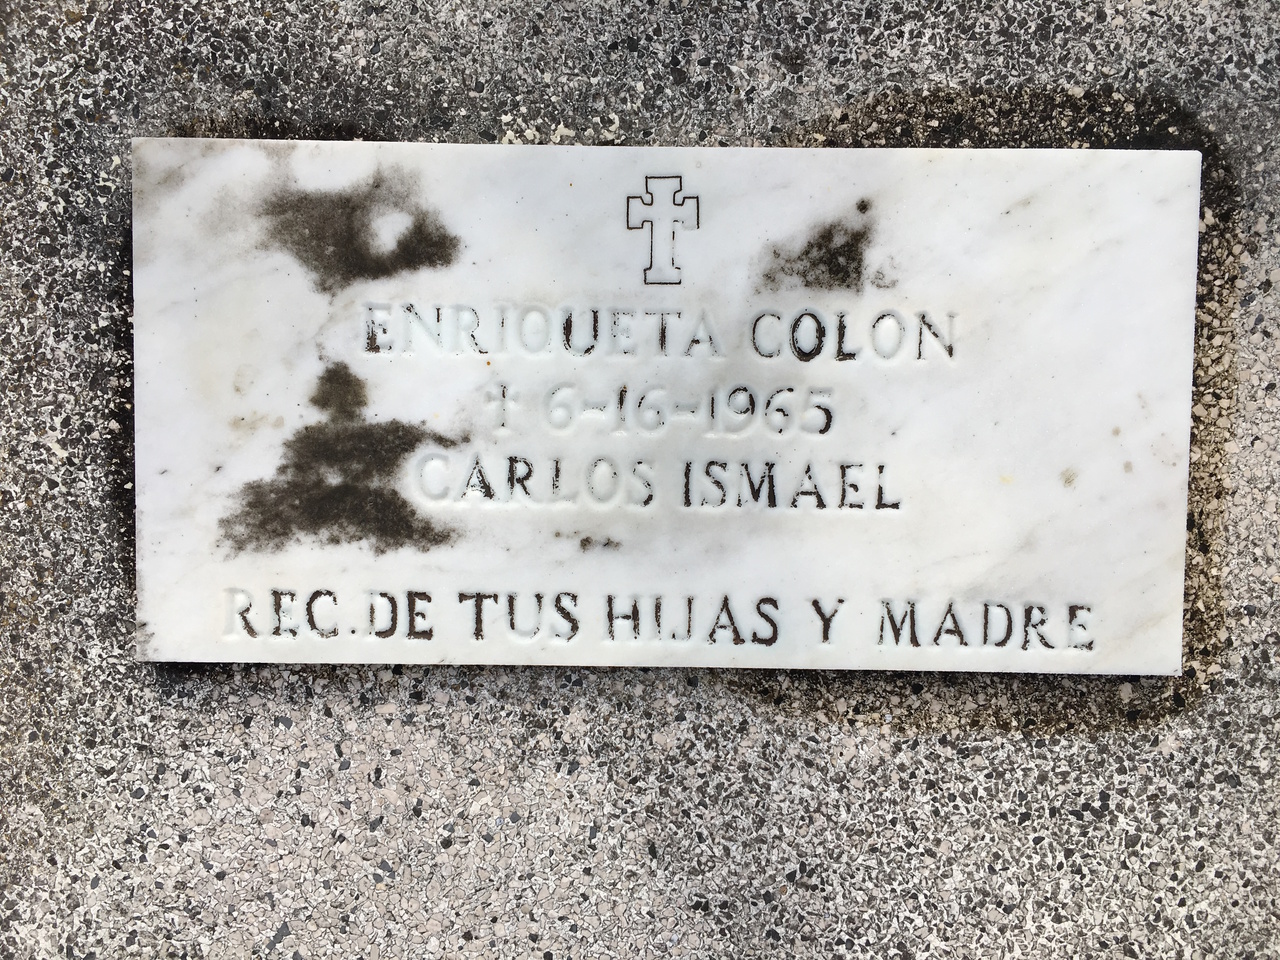 ENRIQUETA COLON
✝ 6-16-1965
CARLOS ISMAEL
REC. DE TUS HIJAS Y MADRE